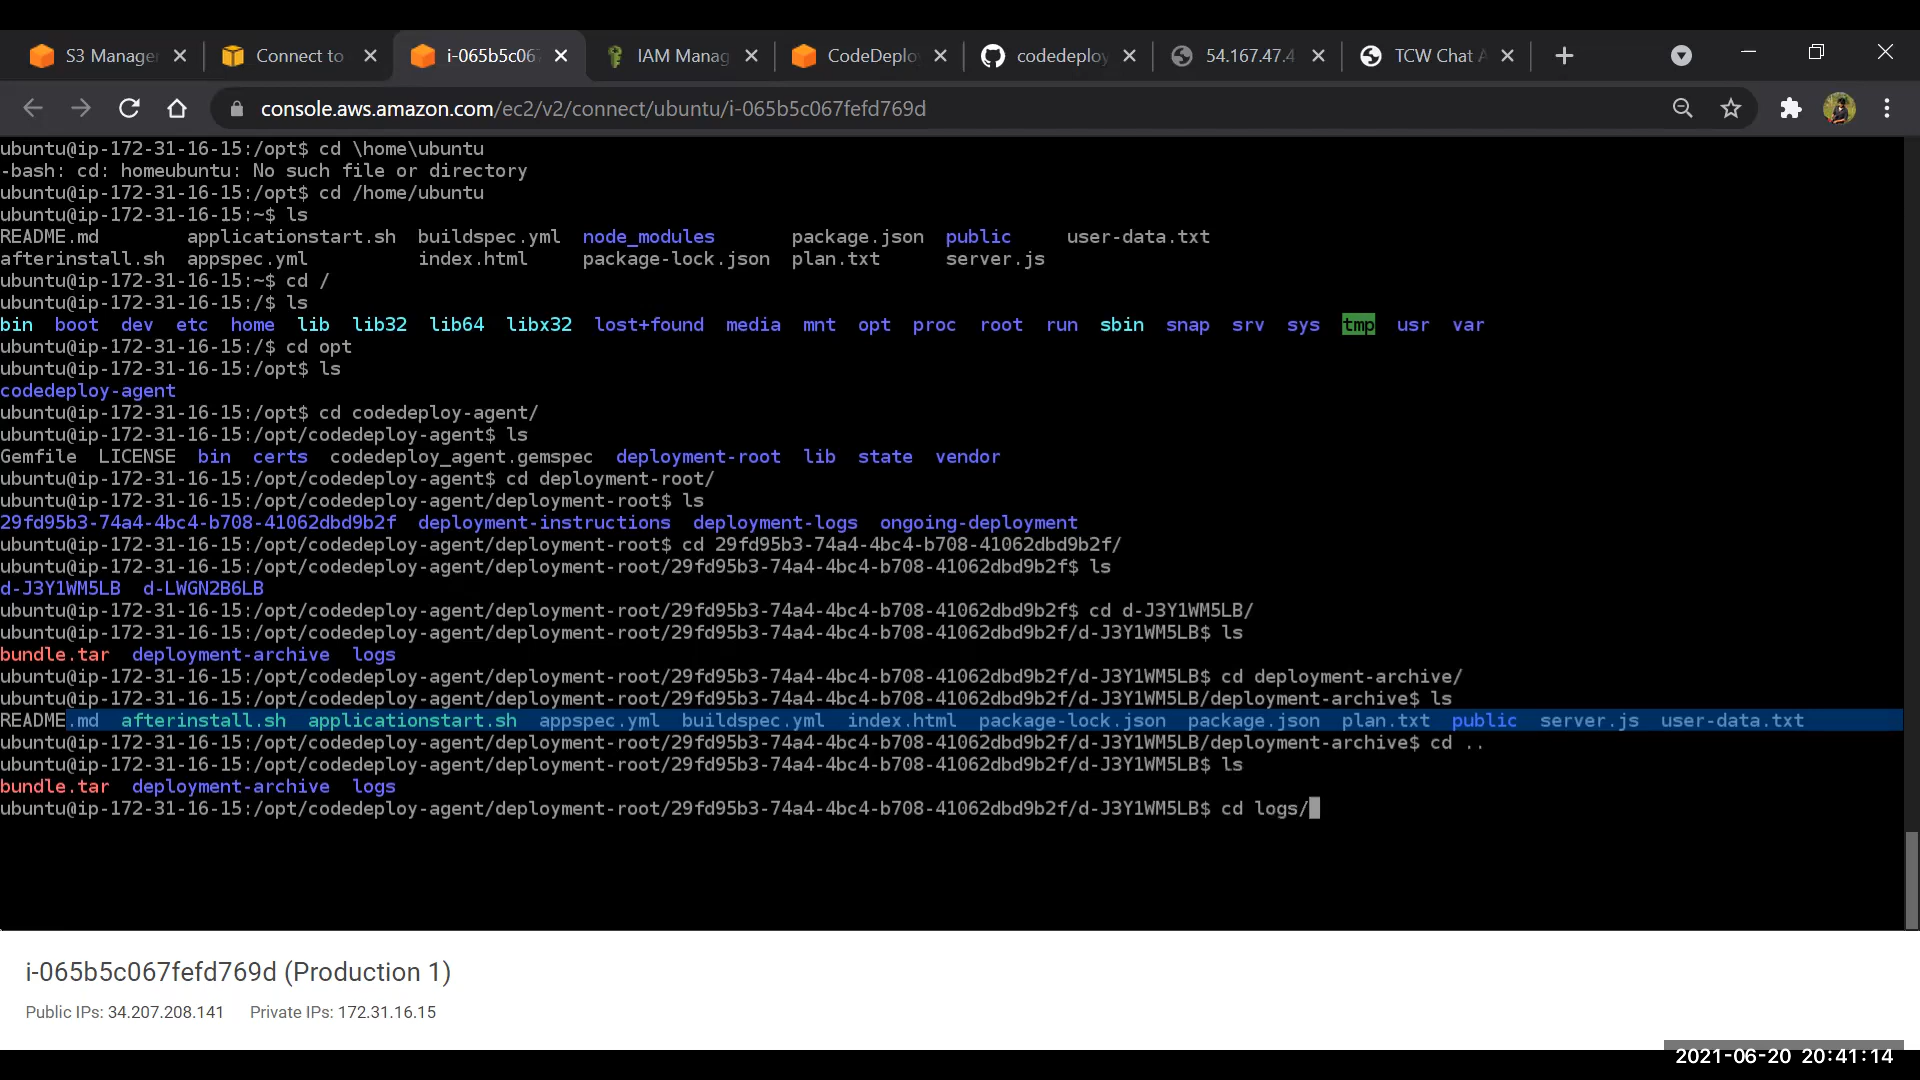 S3 Manage
Connect to
i-065b5c067
IAM Manag
CodeDeplo
codedeploy
54.167.47.4
TCW Chat A
console.aws.amazon.com/ec2/v2/connect/ubuntu/i-065b5c067fefd769d
ubuntu@ip-172-31-16-15:/opt$ cd \home\ubuntu
-bash: cd: homeubuntu: No such file or directory
ubuntu@ip-172-31-16-15:/opt$ cd /home/ubuntu
ubuntu@ip-172-31-16-15:~$ ls
README.md applicationstart.sh buildspec.yml node_modules package.json public user-data.txt
afterinstall.sh appspec.yml index.html package-lock.json plan.txt server.js
ubuntu@ip-172-31-16-15:~$ cd /
ubuntu@ip-172-31-16-15:/$ ls
bin boot dev etc home lib lib32 lib64 libx32 lost+found media mnt opt proc root run sbin snap srv sys tmp usr var
ubuntu@ip-172-31-16-15:/$ cd opt
ubuntu@ip-172-31-16-15:/opt$ ls
codedeploy-agent
ubuntu@ip-172-31-16-15:/opt$ cd codedeploy-agent/
ubuntu@ip-172-31-16-15:/opt/codedeploy-agent$ ls
Gemfile LICENSE bin certs codedeploy_agent.gemspec deployment-root lib state vendor
ubuntu@ip-172-31-16-15:/opt/codedeploy-agent$ cd deployment-root/
ubuntu@ip-172-31-16-15:/opt/codedeploy-agent/deployment-root$ ls
29fd95b3-74a4-4bc4-b708-41062dbd9b2f deployment-instructions deployment-logs ongoing-deployment
ubuntu@ip-172-31-16-15:/opt/codedeploy-agent/deployment-root$ cd 29fd95b3-74a4-4bc4-b708-41062dbd9b2f/
ubuntu@ip-172-31-16-15:/opt/codedeploy-agent/deployment-root/29fd95b3-74a4-4bc4-b708-41062dbd9b2f$ ls
d-J3Y1WM5LB d-LWGN2B6LB
ubuntu@ip-172-31-16-15:/opt/codedeploy-agent/deployment-root/29fd95b3-74a4-4bc4-b708-41062dbd9b2f$ cd d-J3Y1WM5LB/
ubuntu@ip-172-31-16-15:/opt/codedeploy-agent/deployment-root/29fd95b3-74a4-4bc4-b708-41062dbd9b2f/d-J3Y1WM5LB$ ls
bundle.tar deployment-archive logs
ubuntu@ip-172-31-16-15:/opt/codedeploy-agent/deployment-root/29fd95b3-74a4-4bc4-b708-41062dbd9b2f/d-J3Y1WM5LB$ cd deployment-archive/
ubuntu@ip-172-31-16-15:/opt/codedeploy-agent/deployment-root/29fd95b3-74a4-4bc4-b708-41062dbd9b2f/d-J3Y1WM5LB/deployment-archive$ ls
README.md afterinstall.sh applicationstart.sh appspec.yml buildspec.yml index.html package-lock.json package.json plan.txt public server.js user-data.txt
ubuntu@ip-172-31-16-15:/opt/codedeploy-agent/deployment-root/29fd95b3-74a4-4bc4-b708-41062dbd9b2f/d-J3Y1WM5LB/deployment-archive$ cd ..
ubuntu@ip-172-31-16-15:/opt/codedeploy-agent/deployment-root/29fd95b3-74a4-4bc4-b708-41062dbd9b2f/d-J3Y1WM5LB$ ls
bundle.tar deployment-archive logs
ubuntu@ip-172-31-16-15:/opt/codedeploy-agent/deployment-root/29fd95b3-74a4-4bc4-b708-41062dbd9b2f/d-J3Y1WM5LB$ cd logs/
i-065b5c067fefd769d (Production 1)
Public IPs: 34.207.208.141 Private IPs: 172.31.16.15
2021-06-20 20:41:14